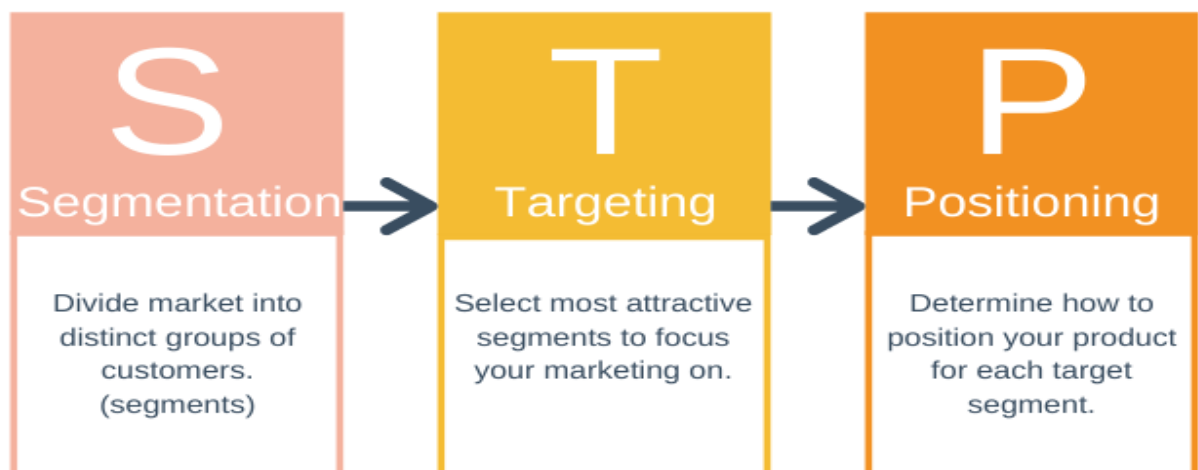 S
Segmentation
Divide market into
distinct groups of
customers.
(segments)
T
Targeting
Select most attractive
segments to focus
your marketing on.
P
Positioning
Determine how to
position your product
for each target
segment.